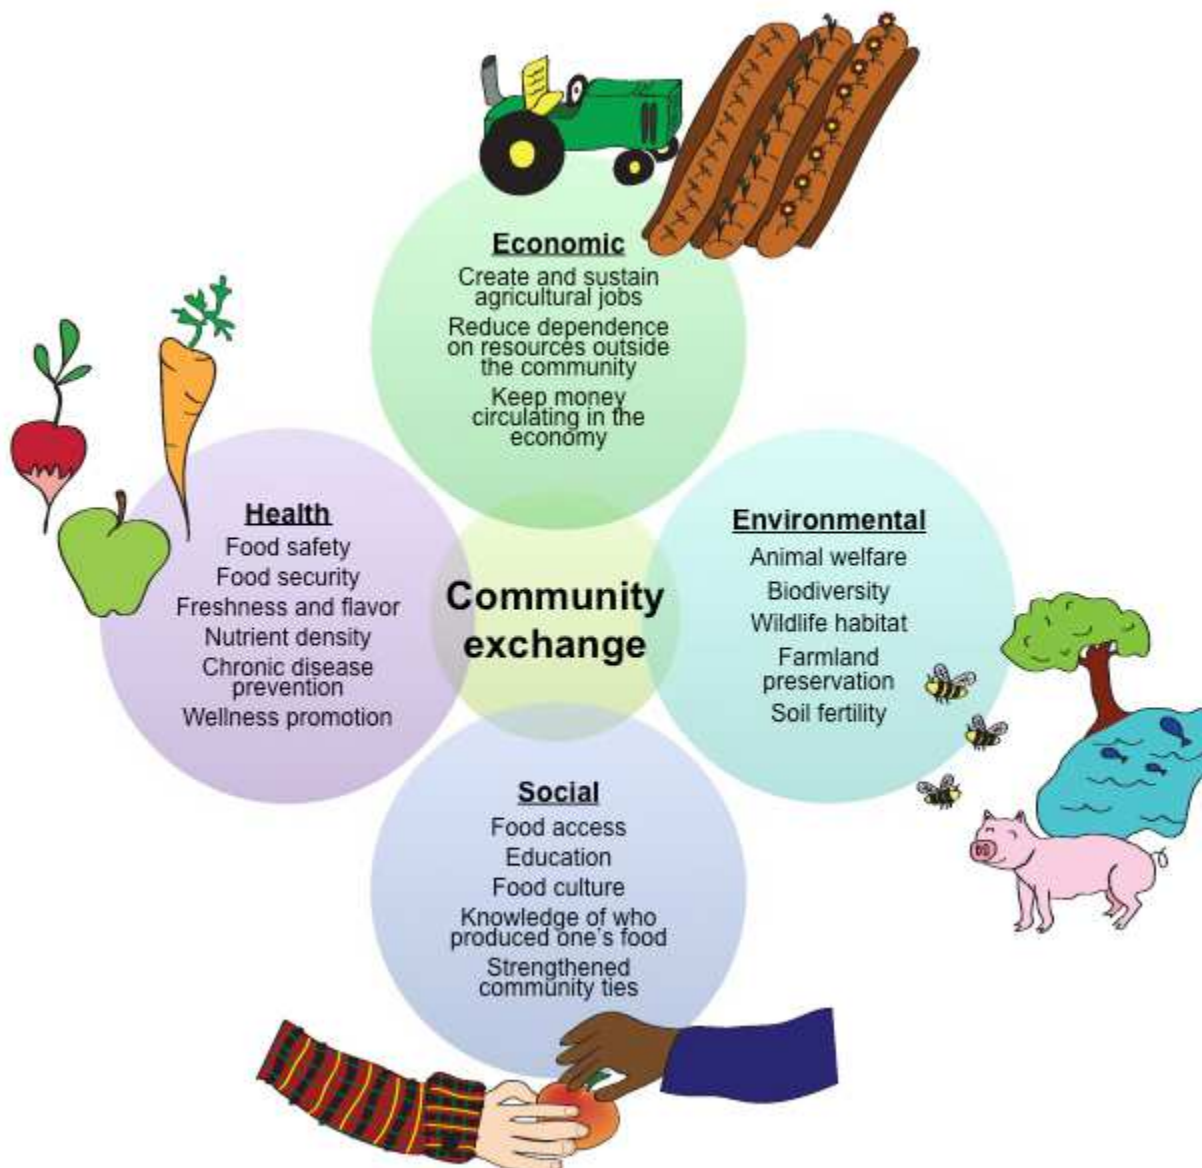 Economic
Create and sustain
agricultural jobs
Reduce dependence
on resources outside
the community
Keep money
circulating in the
economy
Health
Food safety
Food security
Freshness and flavor
Nutrient density
Chronic disease
prevention
Wellness promotion
Community
exchange
Environmental
Animal welfare
Biodiversity
Wildlife habitat
Farmland
preservation
Soil fertility
Social
Food access
Education
Food culture
Knowledge of who
produced one's food
Strengthened
community ties